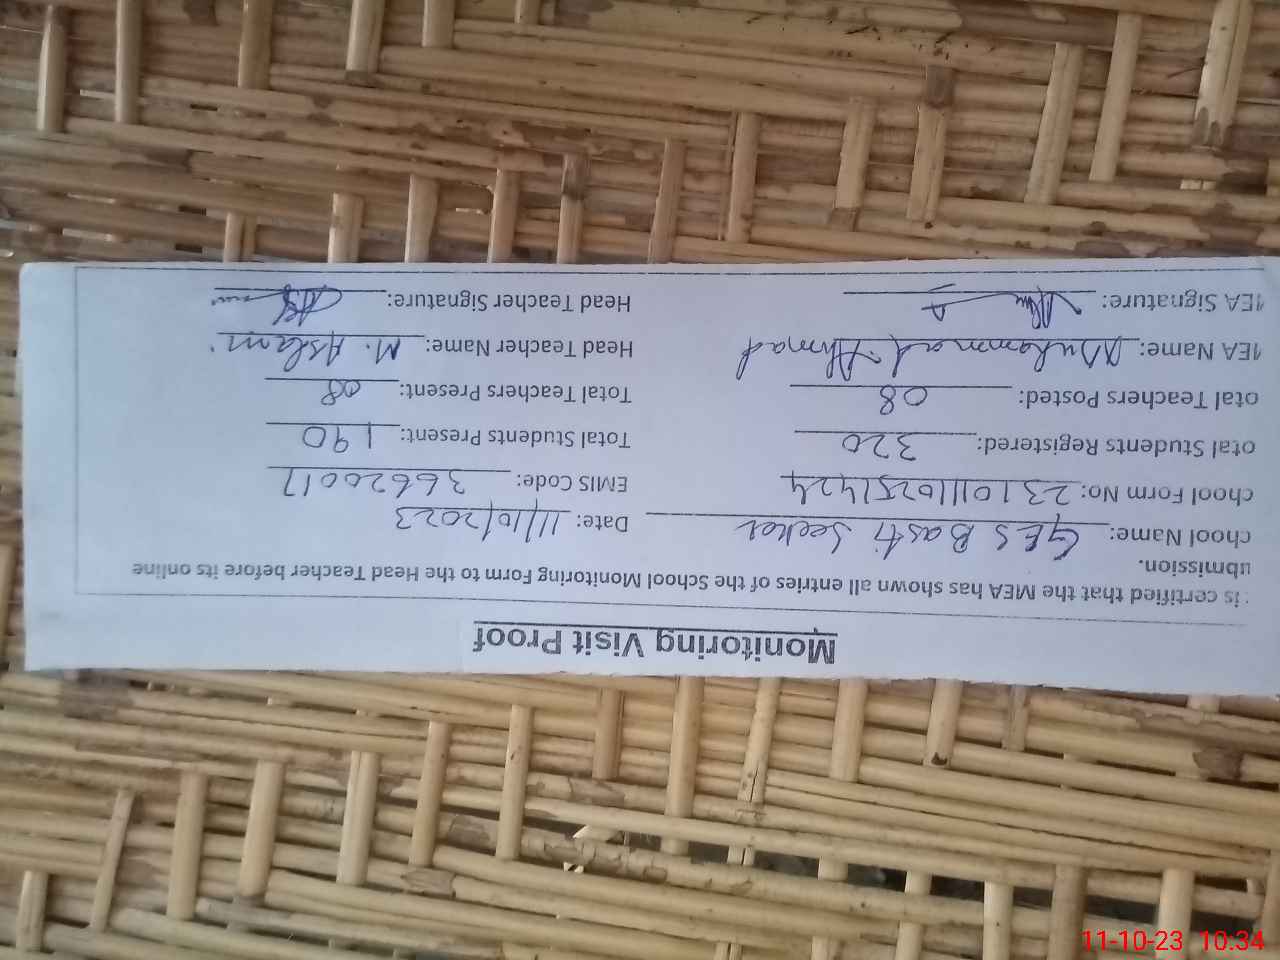 Monitoring Visit Proof
is certified that the MEA has shown all entries of the School Monitoring Form to the Head Teacher before its online
ubmission.
chool Name: GES Basti Seeher Date: 11/10/2023
chool Form No: 23101110251424 EMIS Code: 36620017
otal Students Registered: 320 Total Students Present: 190
otal Teachers Posted: 08 Total Teachers Present: 08
MEA Name: Muhammad Ahmad Head Teacher Name: M. Aslam
MEA Signature: Head Teacher Signature:
11-10-23 10:34